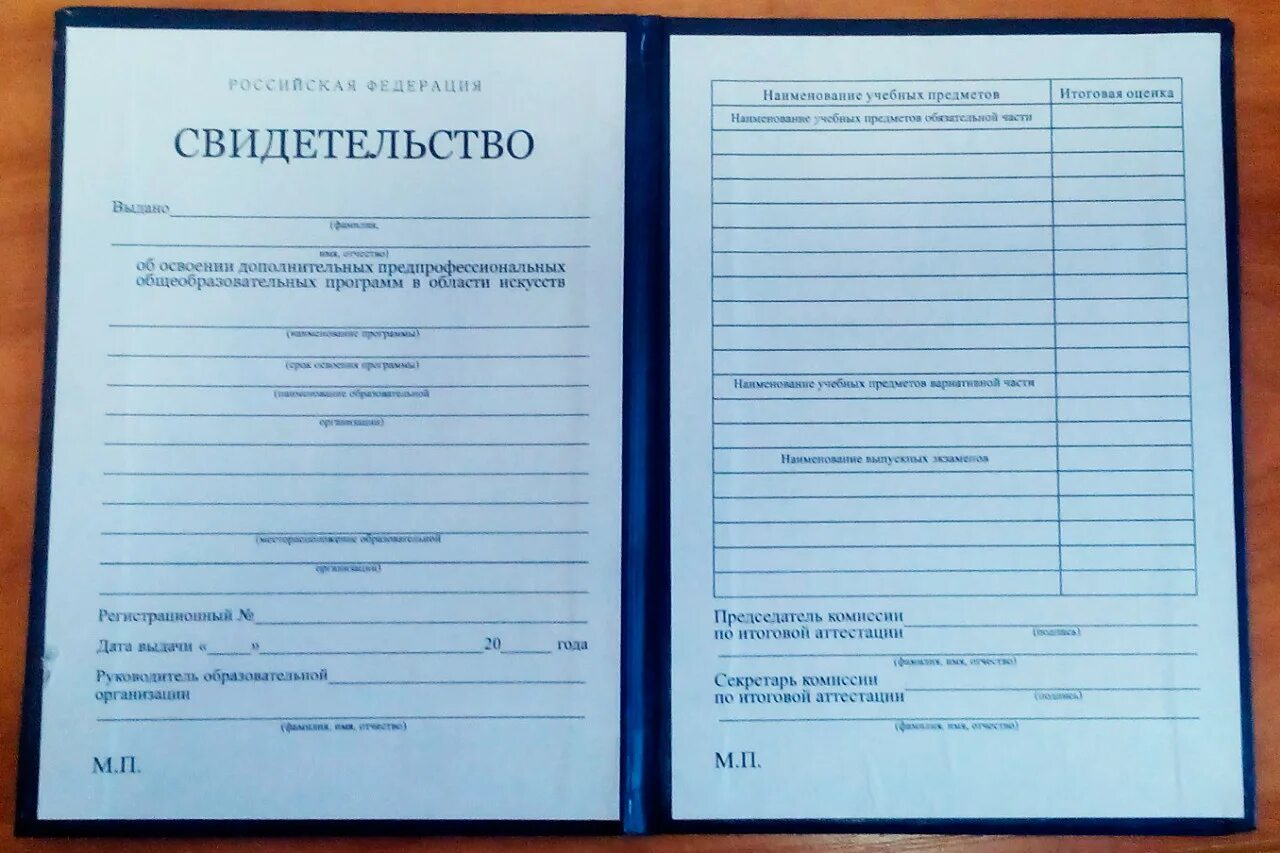 РОССИЙСКАЯ ФЕДЕРАЦИЯ
СВИДЕТЕЛЬСТВО
Выдано
(фамилия,
имя, отчество)
об освоении дополнительных предпрофессиональных
общеобразовательных программ в области искусств
(наименование программы)
(срок освоения программы)
(наименование образовательной
организации)
(месторасположение образовательной
организации)
Регистрационный №
Дата выдачи «_____»____________________20_____ года
Руководитель образовательной
организации
(фамилия, имя, отчество)
М.П.
Наименование учебных предметов Итоговая оценка
Наименование учебных предметов обязательной части
Наименование учебных предметов вариативной части
Наименование выпускных экзаменов
Председатель комиссии
по итоговой аттестации
(подпись)
(фамилия, имя, отчество)
Секретарь комиссии
по итоговой аттестации
(подпись)
(фамилия, имя, отчество)
М.П.